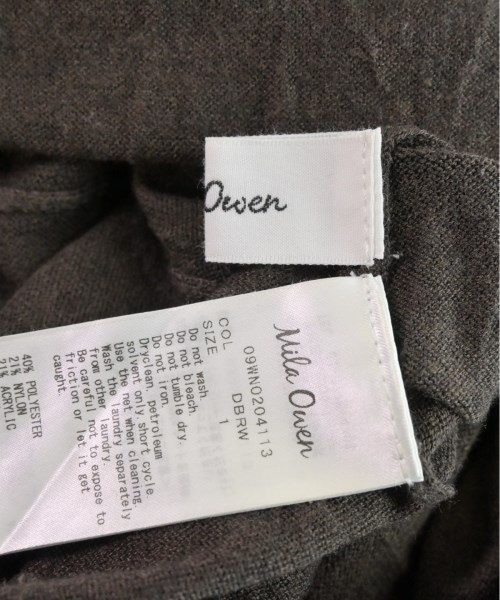 Owen
Mila Owen
09WN0204113
COL DBRW
SIZE 1
Do not wash.
Do not bleach.
Do not tumble dry.
Do not iron.
Dryclean, petroleum
solvent only, short cycle.
Use the net when cleaning.
Wash the laundry separately
from other laundry.
Be careful not to expose to
friction or let it get
caught.
40% POLYESTER
21% NYLON
21% ACRYLIC